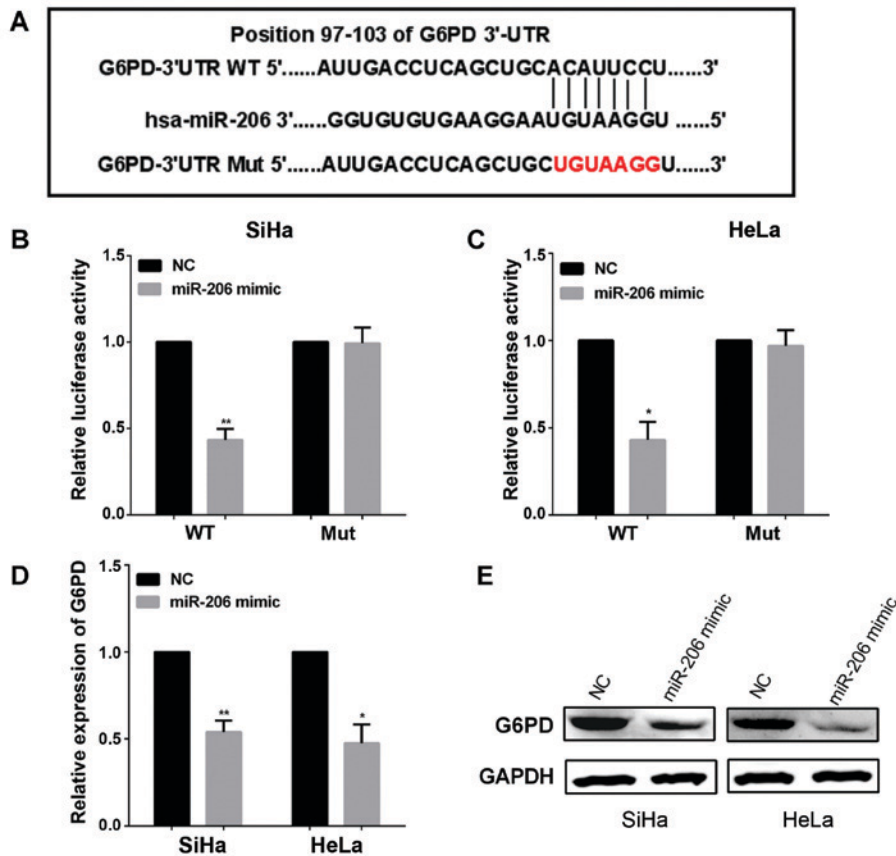 A
Position 97-103 of G6PD 3'-UTR
G6PD-3'UTR WT 5'......AUUGACCUCAGCUGCACAUUCCU......3'
hsa-miR-206 3'......GGUGUGUGAAGGAAUGUAAGGU ......5'
G6PD-3'UTR Mut 5'......AUUGACCUCAGCUGCUGUAAGGU......3'
B
SiHa
NC
miR-206 mimic
Relative luciferase activity
1.5
1.0
0.5
0.0
**
WT
Mut
C
HeLa
NC
miR-206 mimic
Relative luciferase activity
1.5
1.0
0.5
0.0
*
WT
Mut
D
NC
miR-206 mimic
Relative expression of G6PD
1.5
1.0
0.5
0.0
**
*
SiHa
HeLa
E
NC
miR-206 mimic
NC
miR-206 mimic
G6PD
GAPDH
SiHa
HeLa